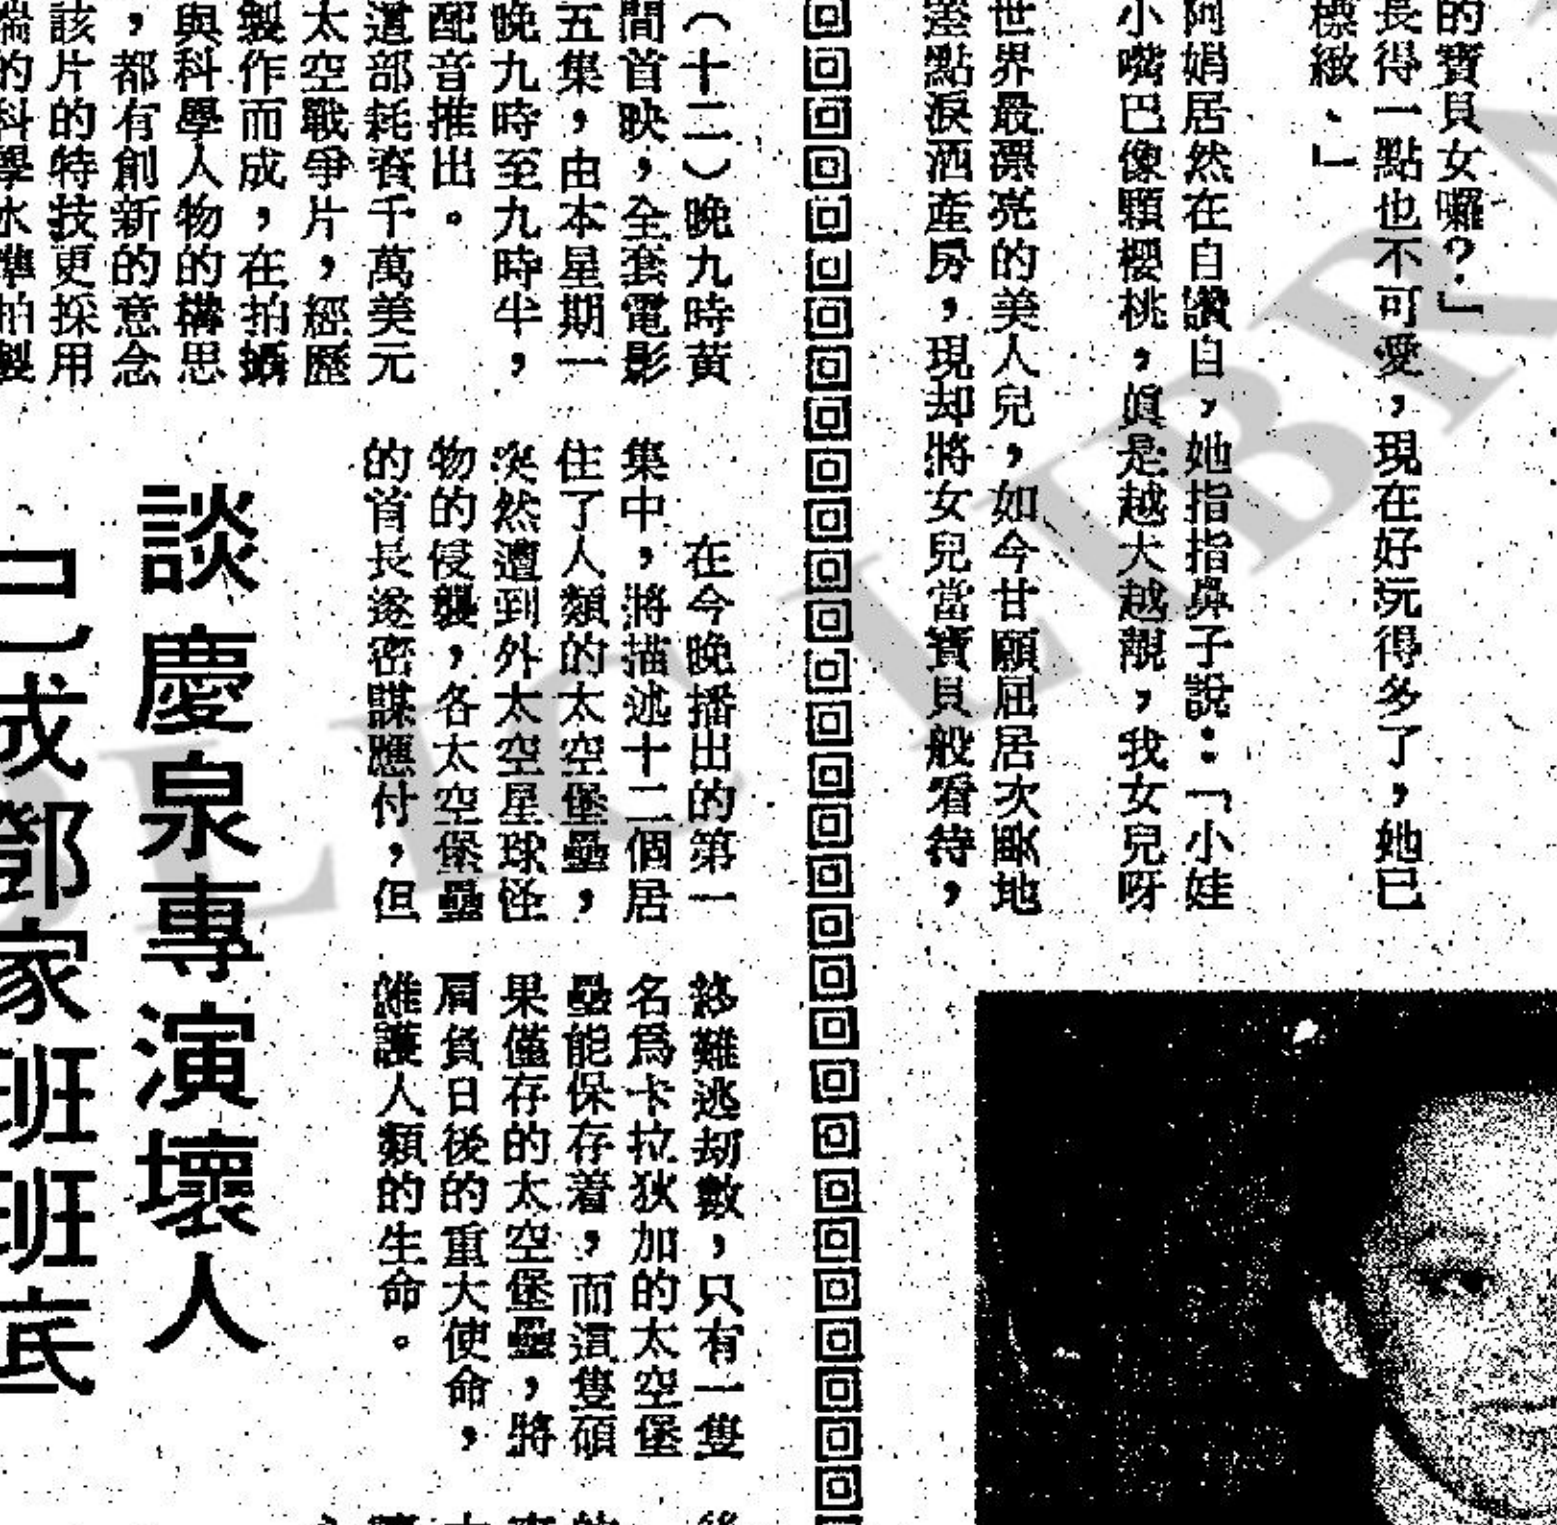 的寶貝女囉？」
長得一點也不可愛，現在好玩得多了，她已
標緻、」
阿娟居然在自讚自，她指指鼻子說：「小娃
小嘴巴像顆櫻桃，眞是越大越靚，我女兒呀
世界最漂亮的美人兒，如今甘願屈居次
點淚洒產房，現却將女兒當寶貝般看待，
（十二）晚九時黃
間首映，全套電影
五集，由本星期一
晚九時至九時半，
配音推出。
道部耗資千萬美元
太空戰爭片，經歷
製作而成，在拍攝
與科學人物的構思
，都有創新的意念
該片的特技更採用
端的科學水準拍製
在今晚播出的第一
集中，將描述十二個居
住了人類的太空堡壘，
突然遭到外太空星球怪
物的侵襲，各太空堡壘
的首長遂密謀應付，但
終難逃刼數，只有一隻
名爲卡拉狄加的太空堡
壘能保存着，而這隻碩
果僅存的太空堡壘，將
肩負日後的重大使命，
維護人類的生命。
談慶泉專演壞人
已成鄧家班班底
PUBLIC LIBRA